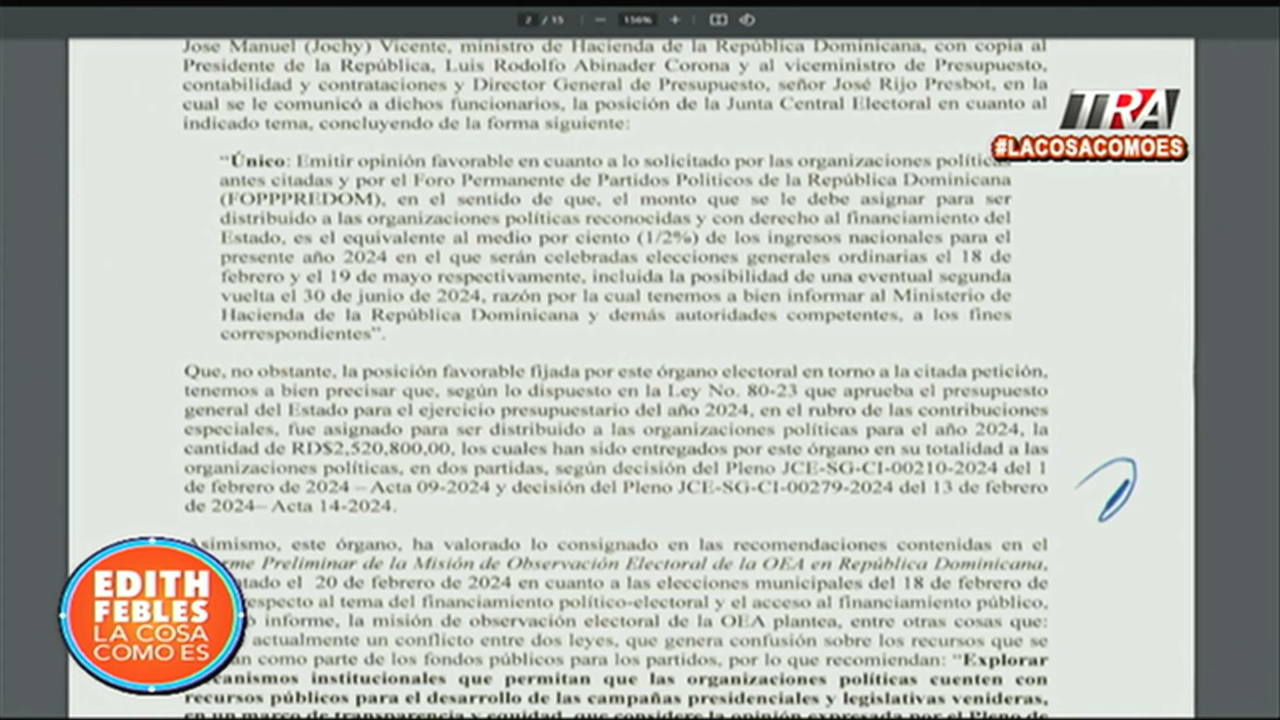 2 / 15 — 156% +
Jose Manuel (Jochy) Vicente, ministro de Hacienda de la República Dominicana, con copia al
Presidente de la República, Luis Rodolfo Abinader Corona y al viceministro de Presupuesto,
contabilidad y contrataciones y Director General de Presupuesto, señor José Rijo Presbot, en la
cual se le comunicó a dichos funcionarios, la posición de la Junta Central Electoral en cuanto al
indicado tema, concluyendo de la forma siguiente:
TRA
#LACOSACOMOES
“Único: Emitir opinión favorable en cuanto a lo solicitado por las organizaciones políticas
antes citadas y por el Foro Permanente de Partidos Politicos de la República Dominicana
(FOPPPREDOM), en el sentido de que, el monto que se le debe asignar para ser
distribuido a las organizaciones políticas reconocidas y con derecho al financiamiento del
Estado, es el equivalente al medio por ciento (1/2%) de los ingresos nacionales para el
presente año 2024 en el que serán celebradas elecciones generales ordinarias el 18 de
febrero y el 19 de mayo respectivamente, incluida la posibilidad de una eventual segunda
vuelta el 30 de junio de 2024, razón por la cual tenemos a bien informar al Ministerio de
Hacienda de la República Dominicana y demás autoridades competentes, a los fines
correspondientes”.
Que, no obstante, la posición favorable fijada por este órgano electoral en torno a la citada petición,
tenemos a bien precisar que, según lo dispuesto en la Ley No. 80-23 que aprueba el presupuesto
general del Estado para el ejercicio presupuestario del año 2024, en el rubro de las contribuciones
especiales, fue asignado para ser distribuido a las organizaciones políticas para el año 2024, la
cantidad de RD$2,520,800,00, los cuales han sido entregados por este órgano en su totalidad a las
organizaciones políticas, en dos partidas, según decisión del Pleno JCE-SG-CI-00210-2024 del 1
de febrero de 2024 – Acta 09-2024 y decisión del Pleno JCE-SG-CI-00279-2024 del 13 de febrero
de 2024– Acta 14-2024.
Asimismo, este órgano, ha valorado lo consignado en las recomendaciones contenidas en el
rme Preliminar de la Misión de Observación Electoral de la OEA en República Dominicana,
tado el 20 de febrero de 2024 en cuanto a las elecciones municipales del 18 de febrero de
especto al tema del financiamiento político-electoral y el acceso al financiamiento público,
informe, la misión de observación electoral de la OEA plantea, entre otras cosas que:
actualmente un conflicto entre dos leyes, que genera confusión sobre los recursos que se
an como parte de los fondos públicos para los partidos, por lo que recomiendan: “Explorar
canismos institucionales que permitan que las organizaciones políticas cuenten con
recursos públicos para el desarrollo de las campañas presidenciales y legislativas venideras,
en un marco de transparencia y equidad, que considere la opinión expresada por el Pleno de
EDITH
FEBLES
LA COSA
COMO ES